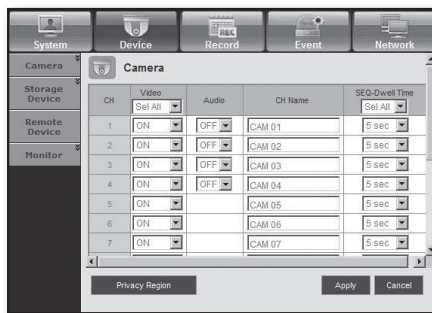 REC
System Device Record Event Network
Camera
Storage Device
Remote Device
Monitor
Camera
CH Video Audio CH Name SEQ-Dwell Time
Sel All Sel All
1 ON OFF CAM 01 5 sec
2 ON OFF CAM 02 5 sec
3 ON OFF CAM 03 5 sec
4 ON OFF CAM 04 5 sec
5 ON CAM 05 5 sec
6 ON CAM 06 5 sec
7 ON CAM 07 5 sec
Privacy Region Apply Cancel